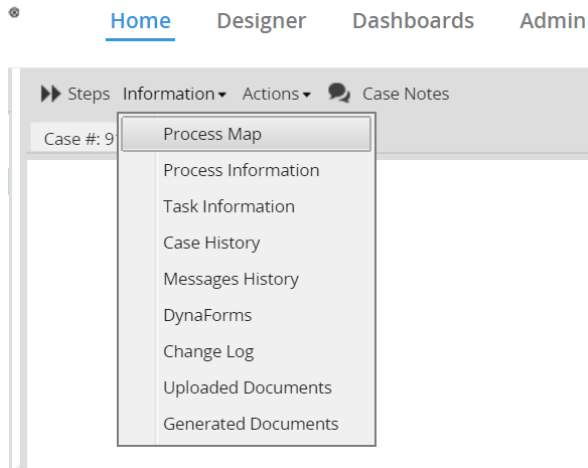 Home Designer Dashboards Admin
Steps Information Actions Case Notes
Case #: 9
Process Map
Process Information
Task Information
Case History
Messages History
DynaForms
Change Log
Uploaded Documents
Generated Documents